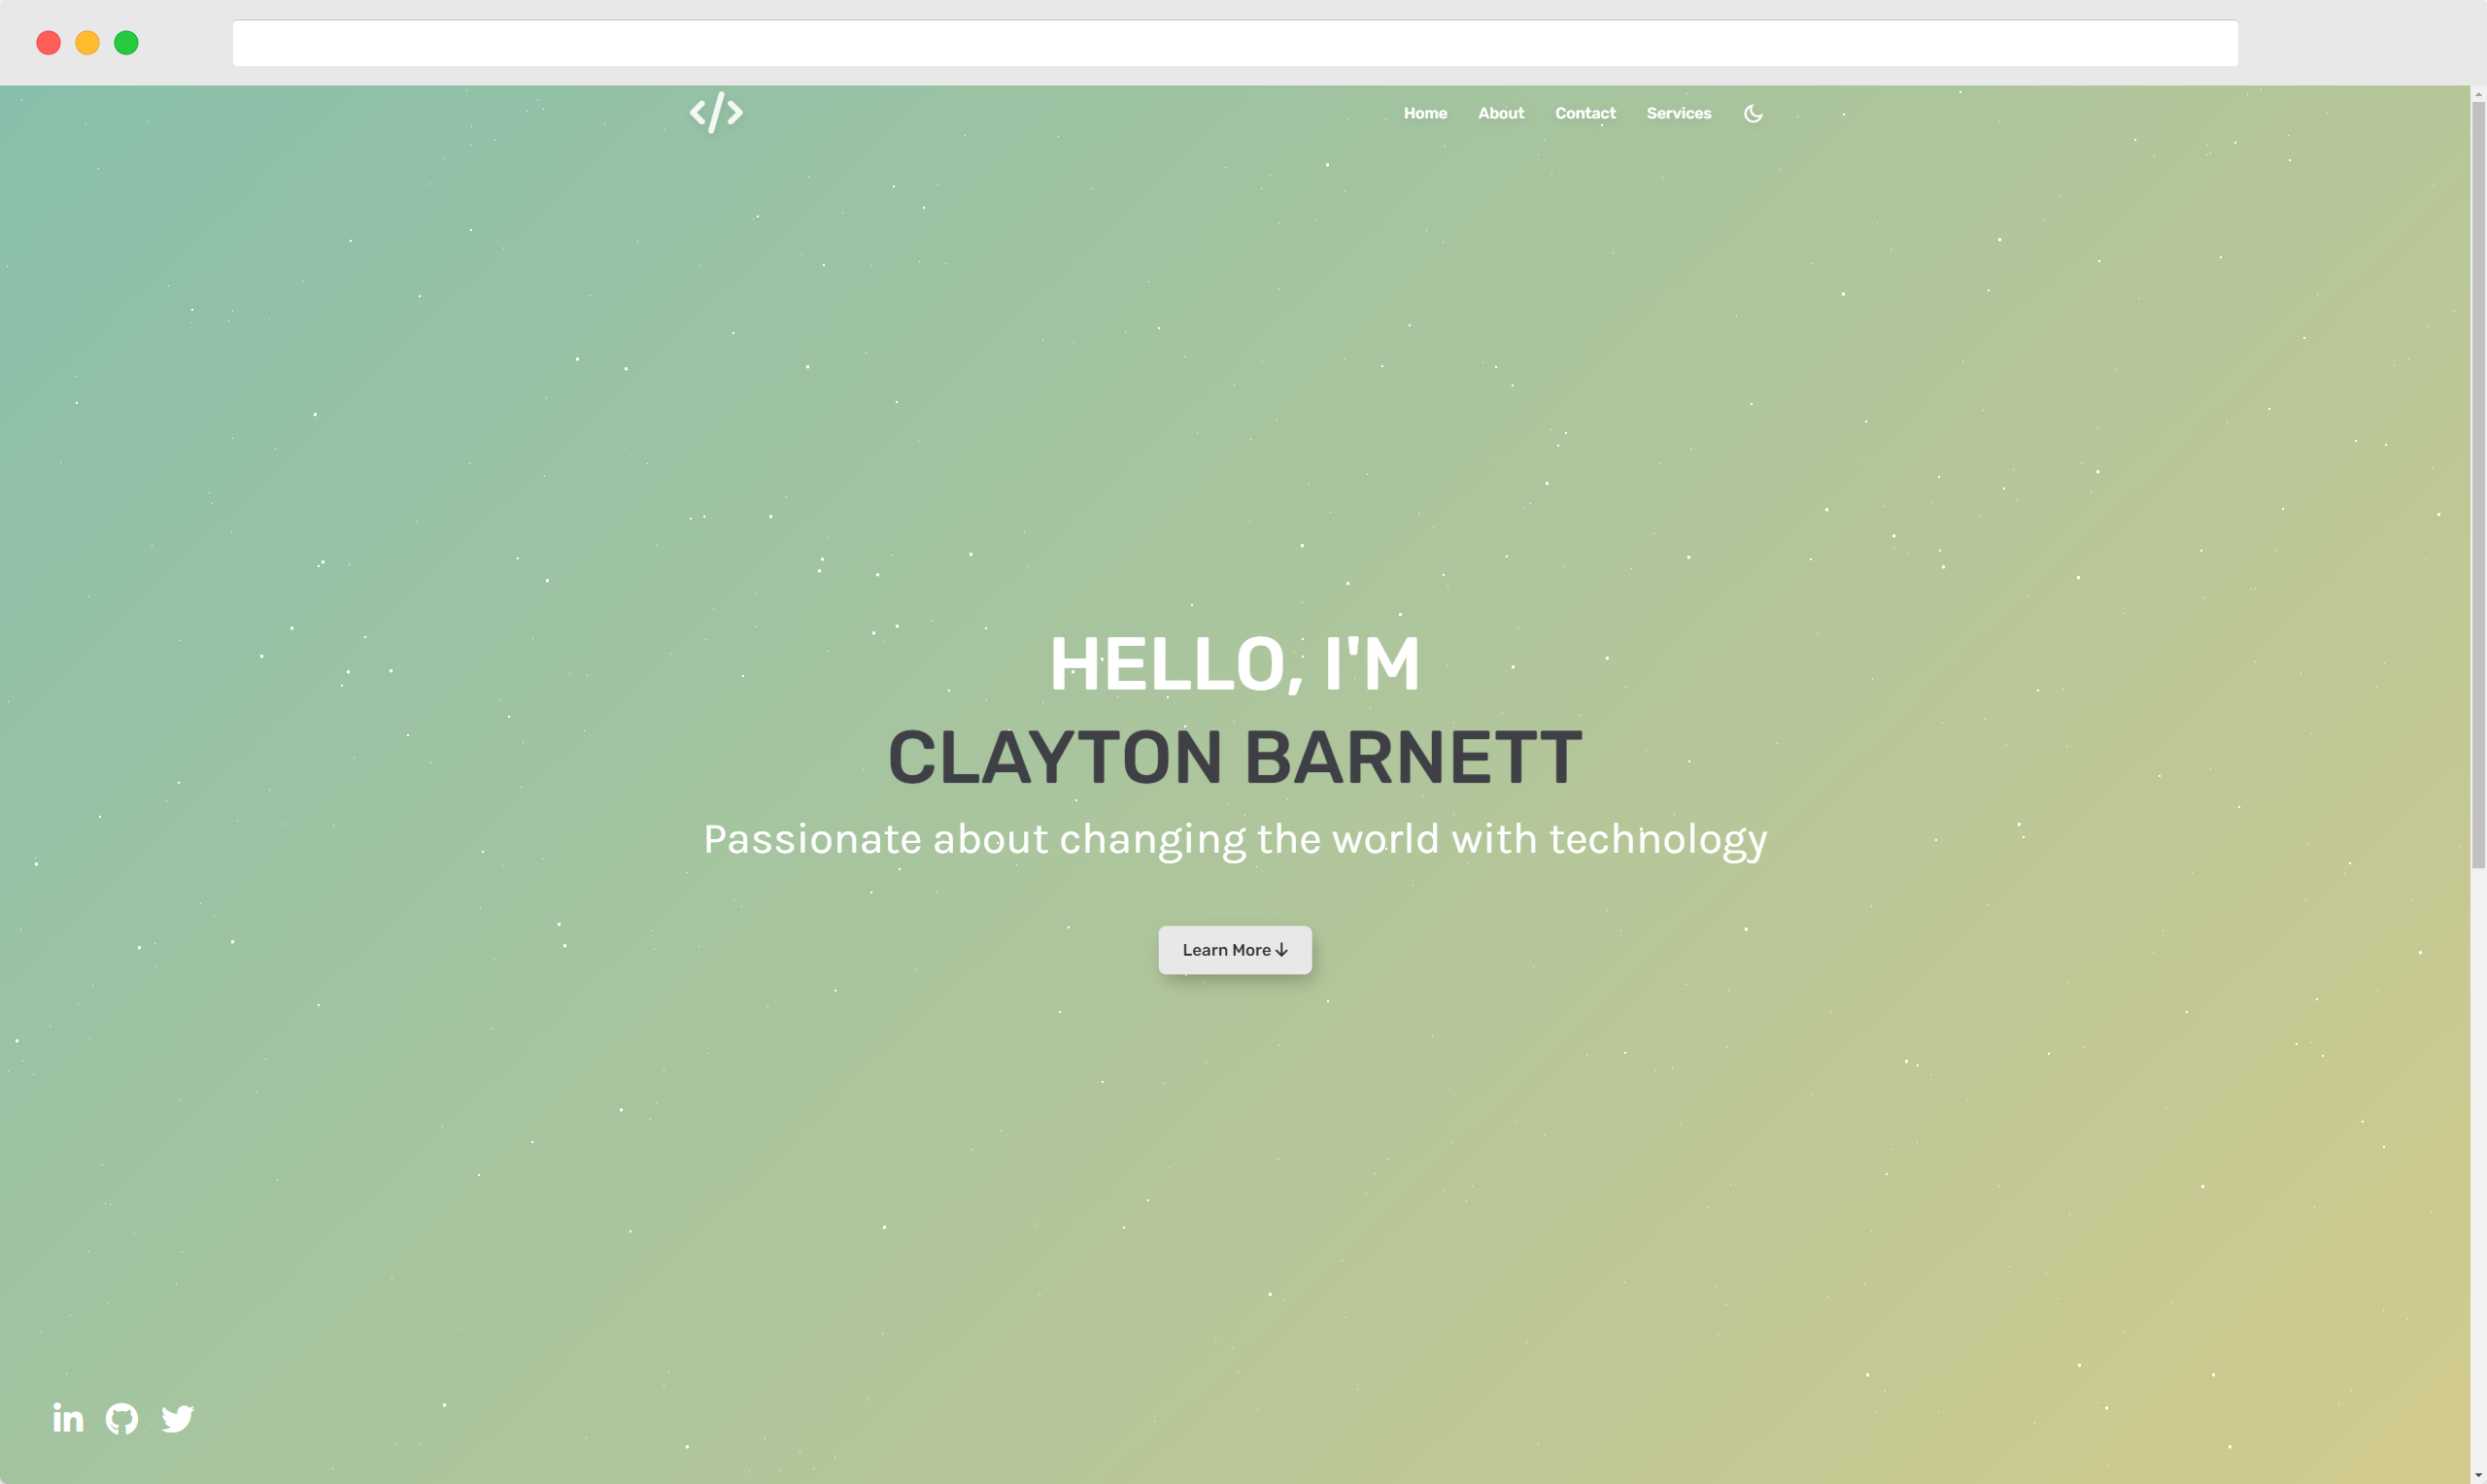 Home About Contact Services
HELLO, I'M
CLAYTON BARNETT
Passionate about changing the world with technology
Learn More